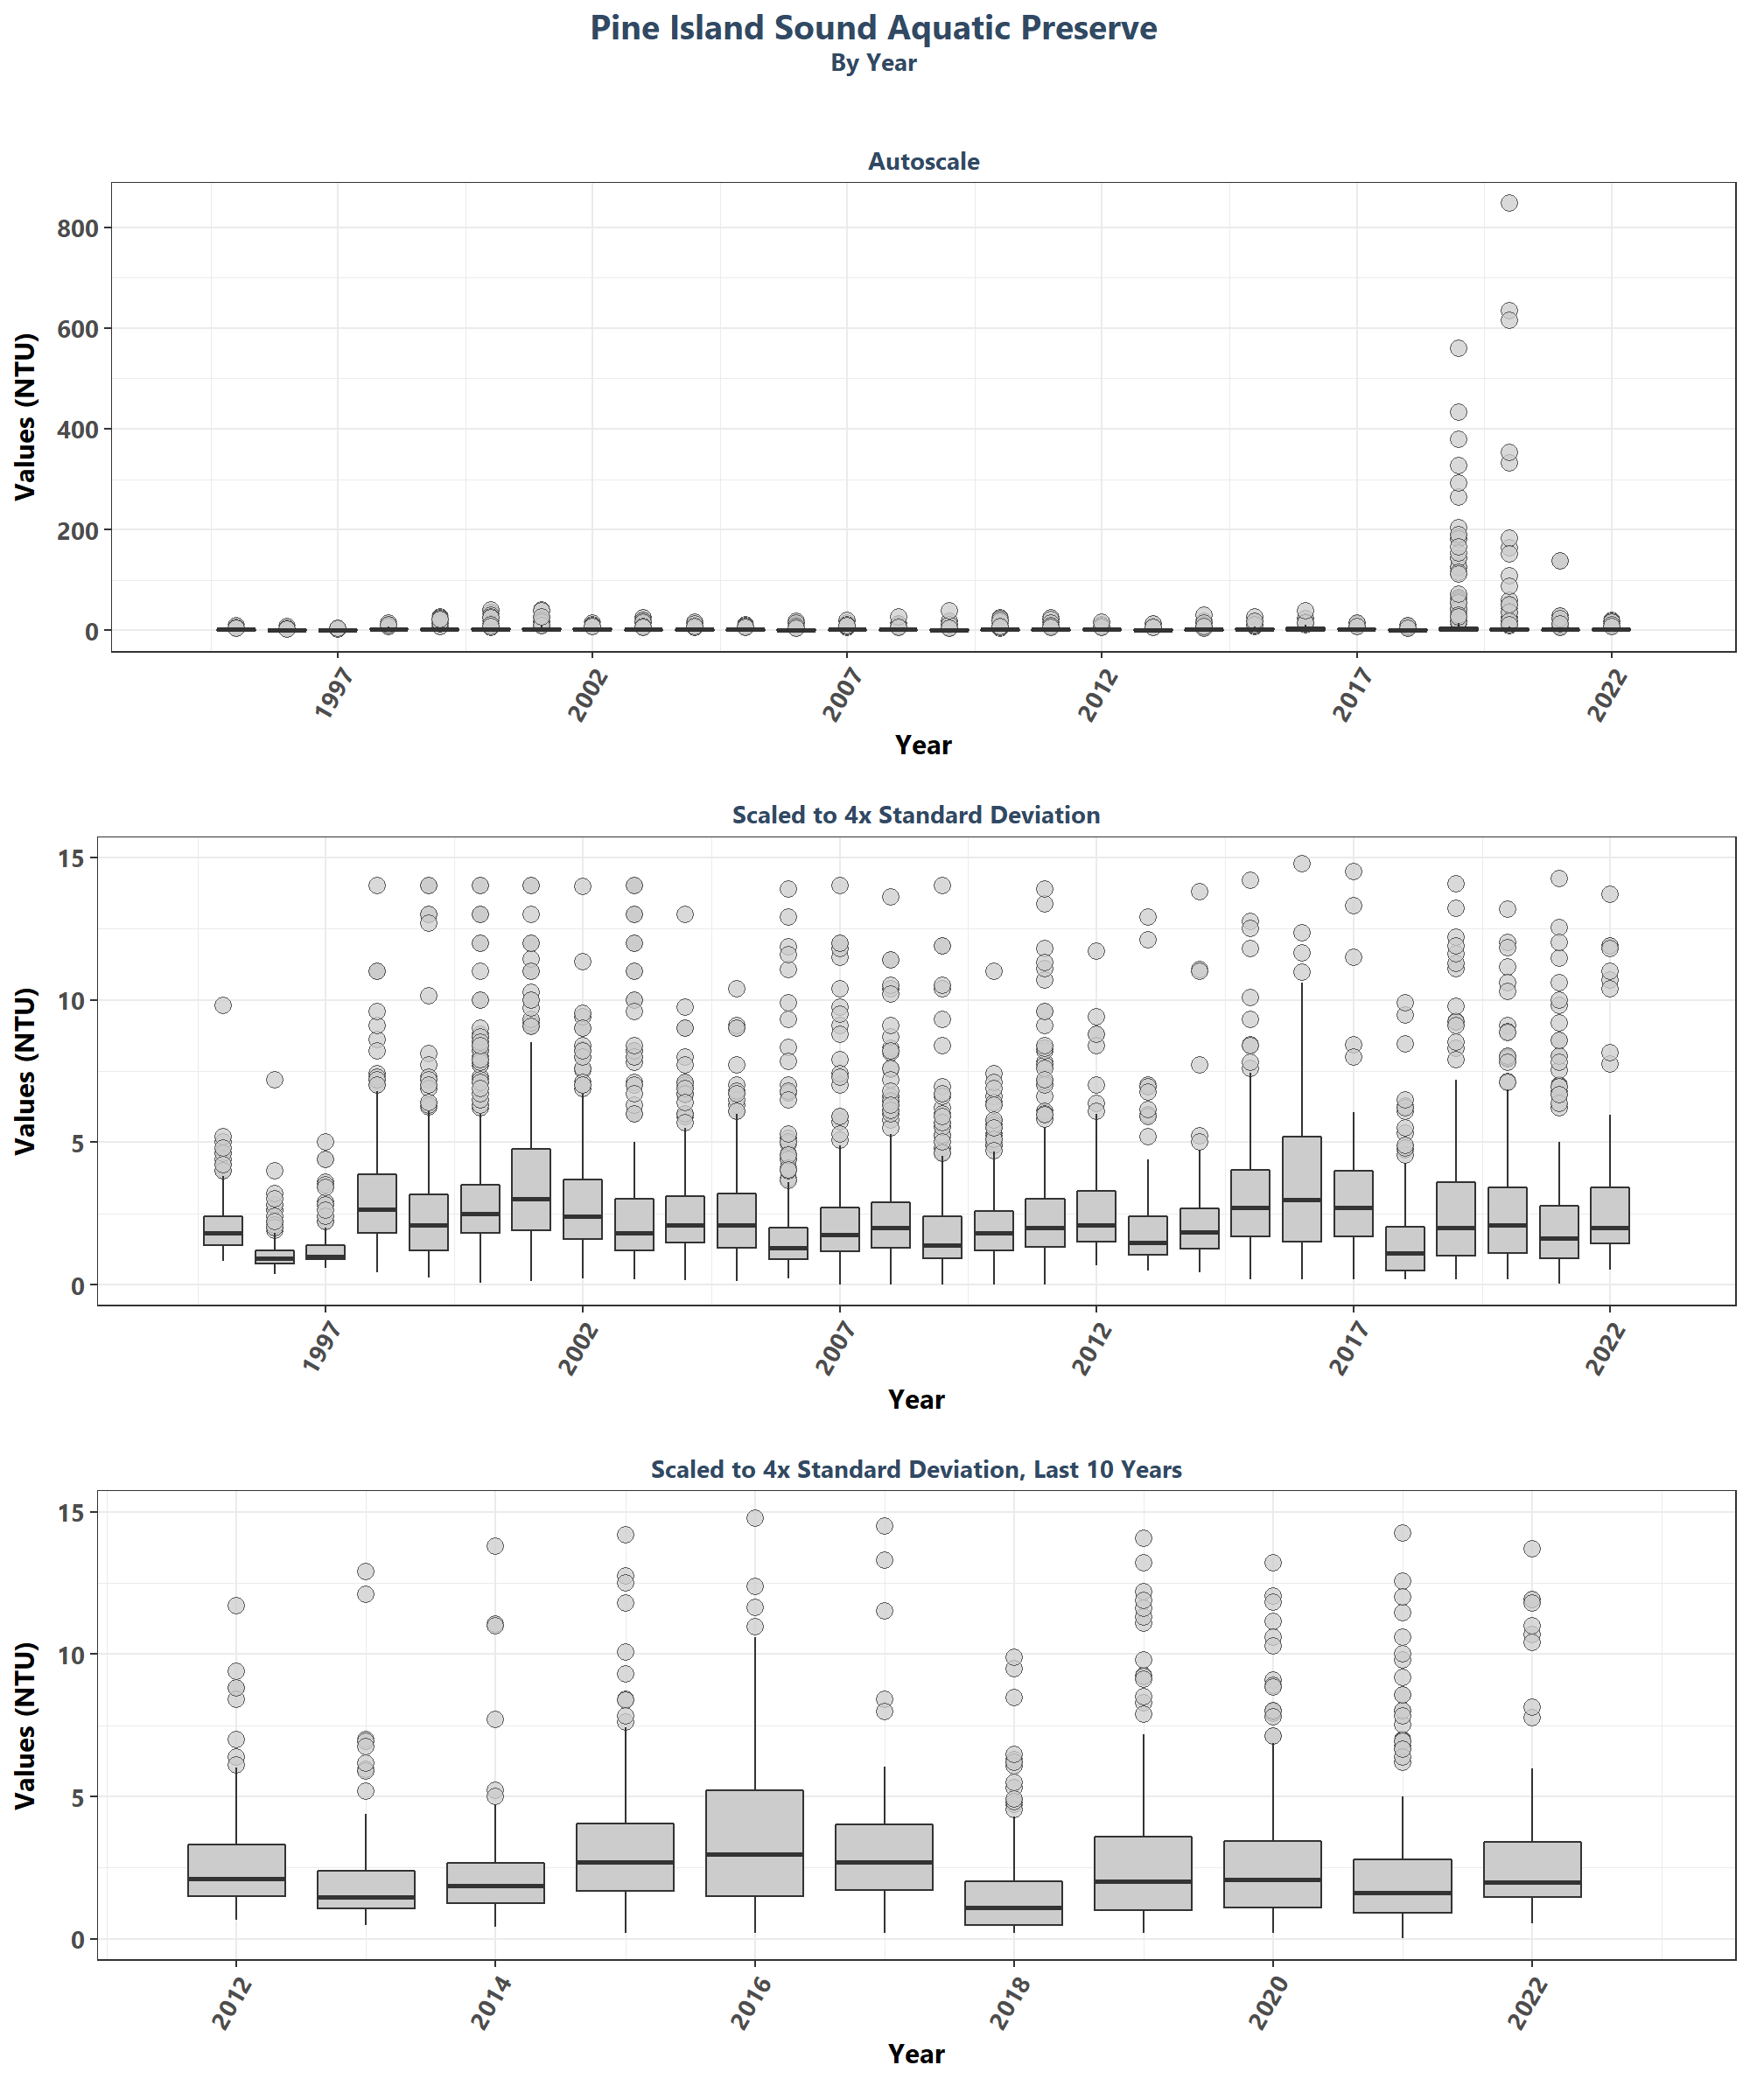 Pine Island Sound Aquatic Preserve
By Year
Autoscale
Values (NTU)
800
600
400
200
0
1997
2002
2007
2012
2017
2022
Year
Scaled to 4x Standard Deviation
Values (NTU)
15
10
5
0
1997
2002
2007
2012
2017
2022
Year
Scaled to 4x Standard Deviation, Last 10 Years
Values (NTU)
15
10
5
0
2012
2014
2016
2018
2020
2022
Year